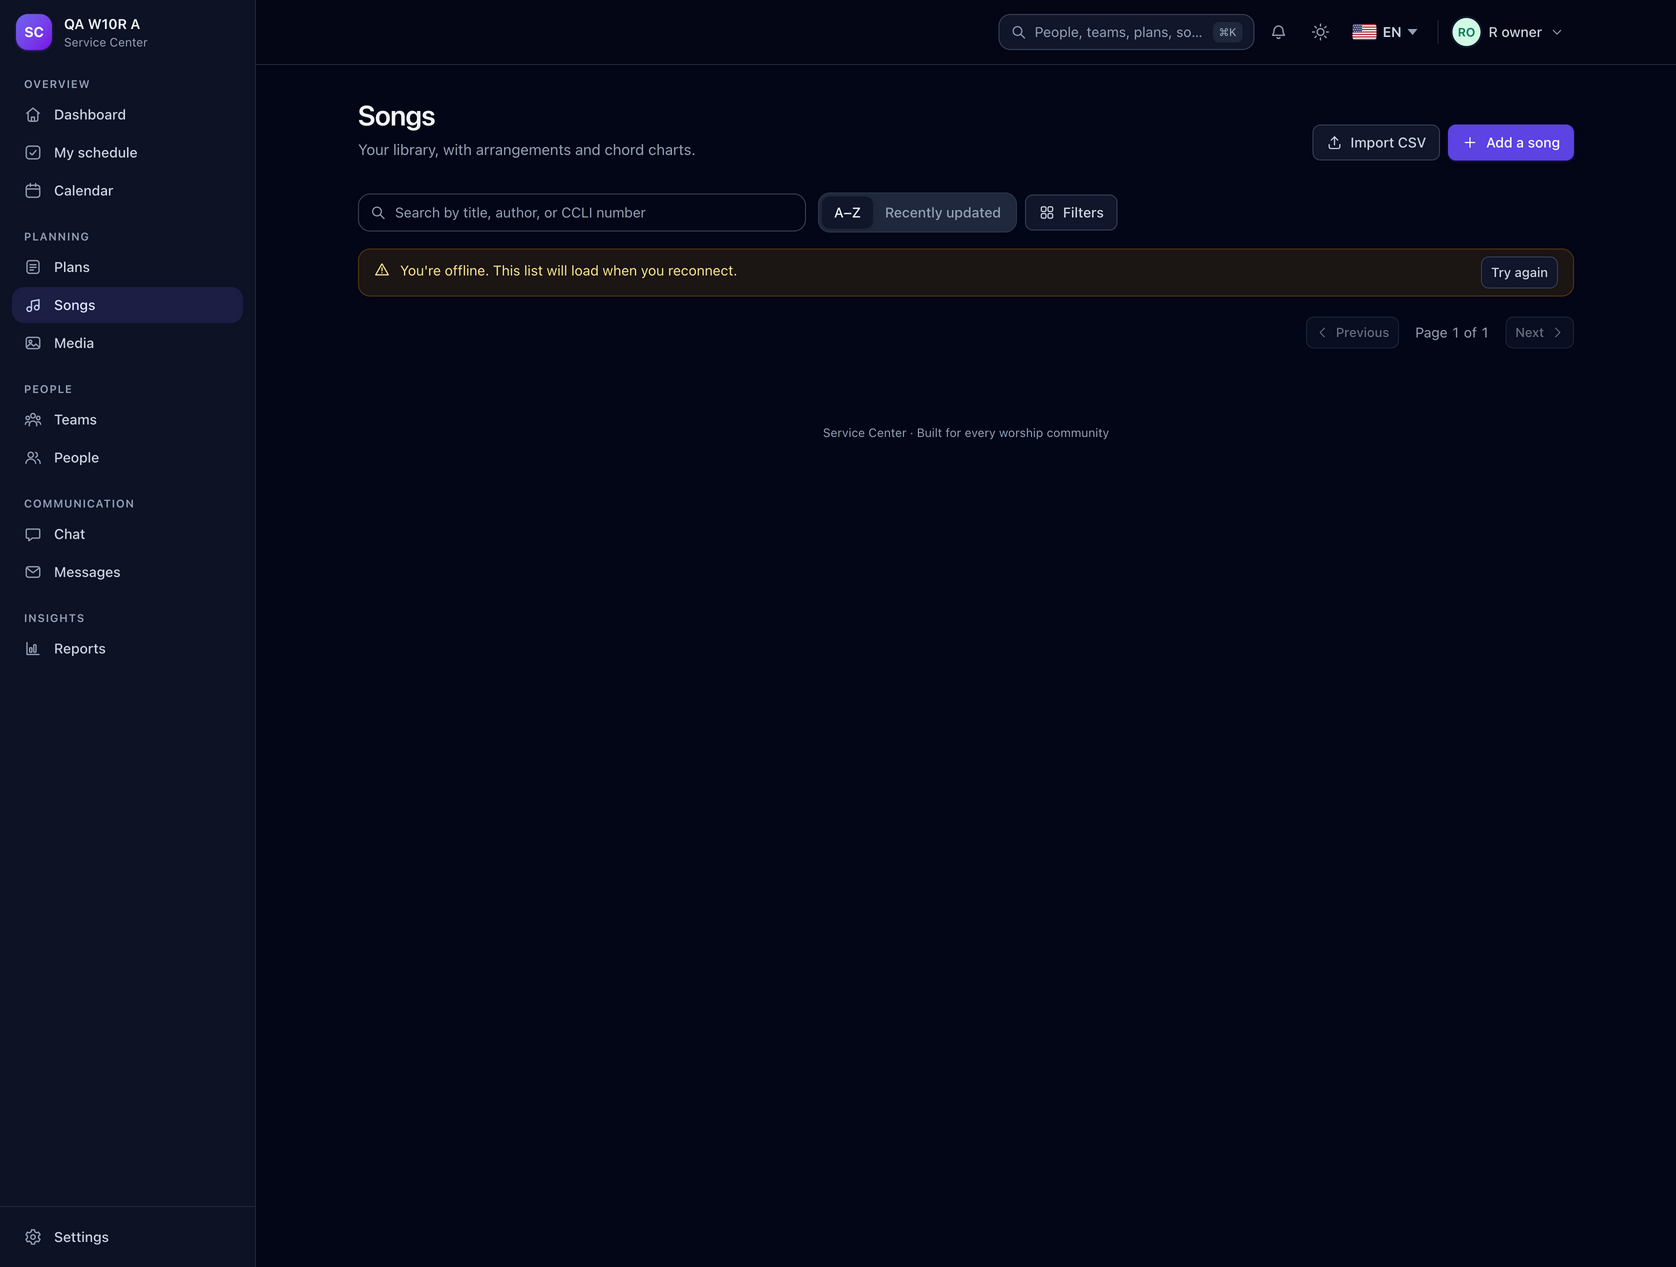 SC
QA W10R A
Service Center
OVERVIEW
Dashboard
My schedule
Calendar
PLANNING
Plans
Songs
Media
PEOPLE
Teams
People
COMMUNICATION
Chat
Messages
INSIGHTS
Reports
Settings
People, teams, plans, so... ⌘K
EN
RO R owner
Songs
Your library, with arrangements and chord charts.
Import CSV
Add a song
Search by title, author, or CCLI number
A–Z Recently updated
Filters
You're offline. This list will load when you reconnect.
Try again
Previous Page 1 of 1 Next
Service Center · Built for every worship community